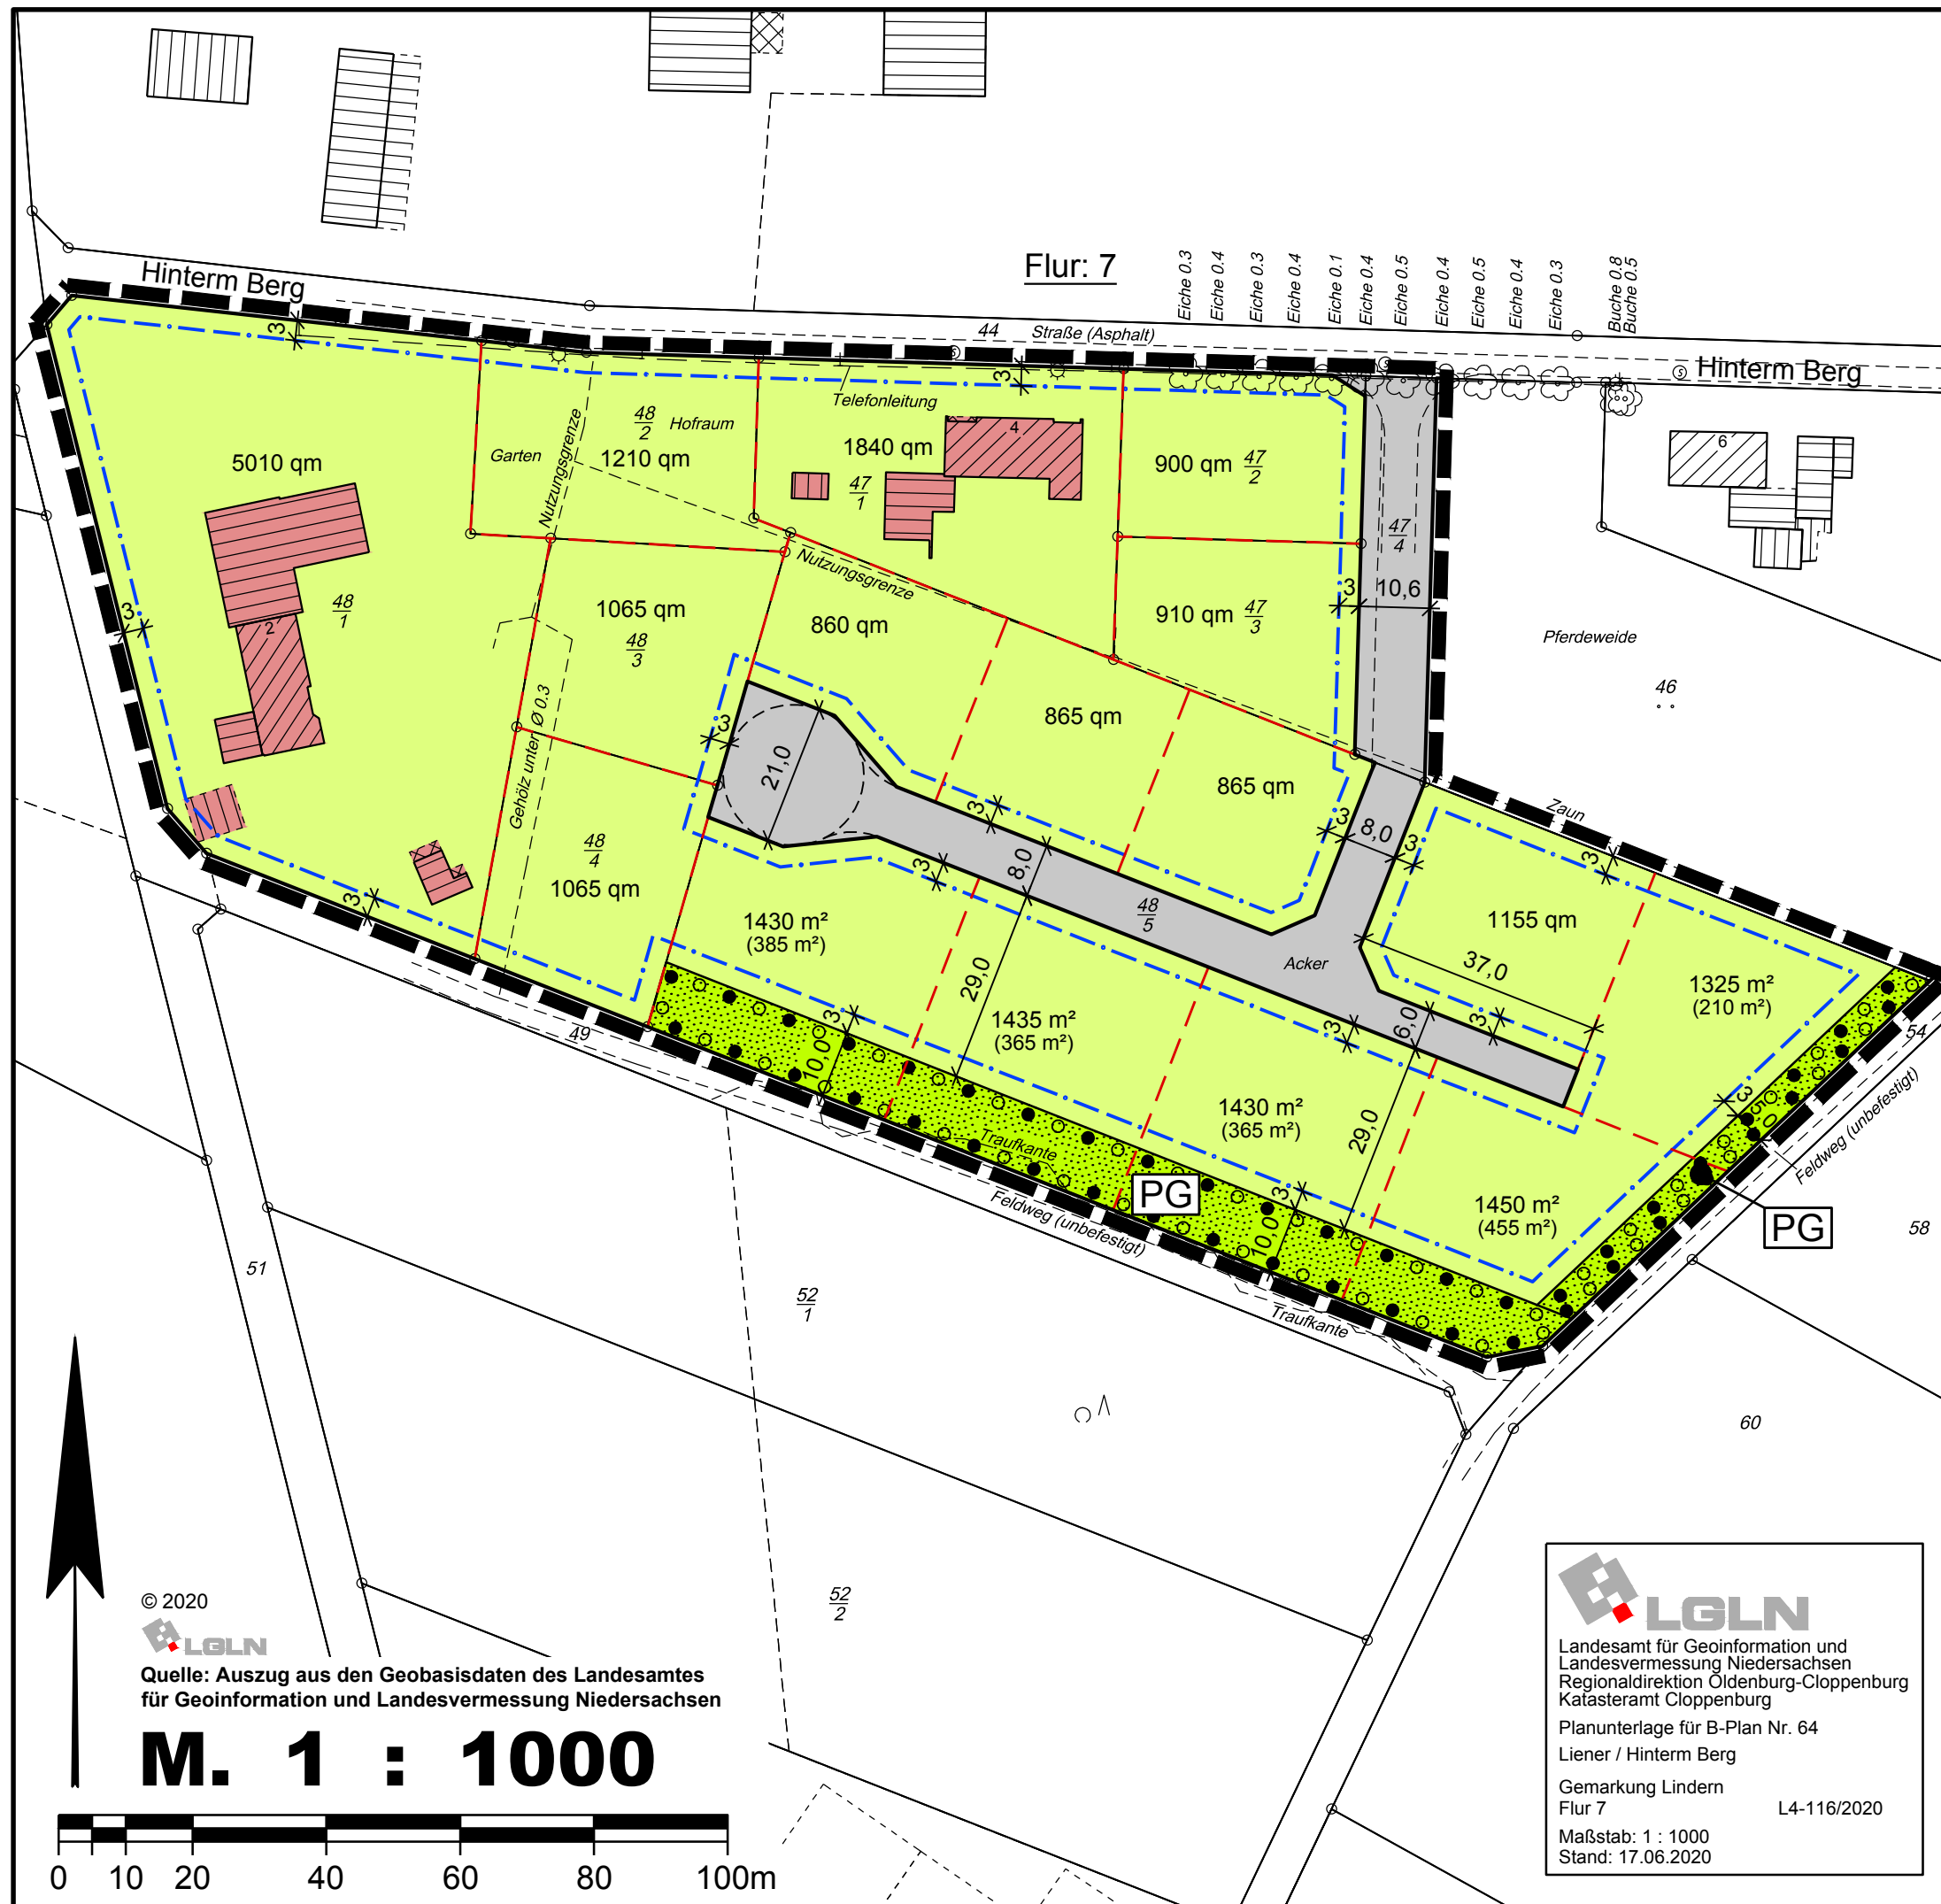 Hinterm Berg
Flur: 7
Eiche 0.3
Eiche 0.4
Eiche 0.3
Eiche 0.4
Eiche 0.1
Eiche 0.4
Eiche 0.5
Eiche 0.4
Eiche 0.5
Eiche 0.4
Eiche 0.3
Buche 0.8
Buche 0.5
44
Straße (Asphalt)
Hinterm Berg
3
3
Telefonleitung
48
2
Hofraum
Garten
Nutzungsgrenze
5010 qm
1210 qm
1840 qm
47
1
4
900 qm
47
2
6
47
4
48
1
2
3
1065 qm
48
3
860 qm
Nutzungsgrenze
910 qm
47
3
3
10,6
Pferdeweide
46
Gehölz unter Ø 0.3
3
21,0
865 qm
865 qm
Zaun
3
3
8,0
3
3
3
3
8,0
48
4
1065 qm
3
1430 m²
(385 m²)
48
5
1155 qm
Acker
37,0
1325 m²
(210 m²)
29,0
1435 m²
(365 m²)
3
6,0
3
3
10,0
49
54
1430 m²
(365 m²)
29,0
3
5,0
Traufkante
PG
Feldweg (unbefestigt)
3
10,0
1450 m²
(455 m²)
Feldweg (unbefestigt)
PG
58
51
52
1
Traufkante
60
52
2
© 2020
LGLN
Quelle: Auszug aus den Geobasisdaten des Landesamtes
für Geoinformation und Landesvermessung Niedersachsen
M. 1 : 1000
0 10 20 40 60 80 100m
LGLN
Landesamt für Geoinformation und
Landesvermessung Niedersachsen
Regionaldirektion Oldenburg-Cloppenburg
Katasteramt Cloppenburg
Planunterlage für B-Plan Nr. 64
Liener / Hinterm Berg
Gemarkung Lindern
Flur 7 L4-116/2020
Maßstab: 1 : 1000
Stand: 17.06.2020